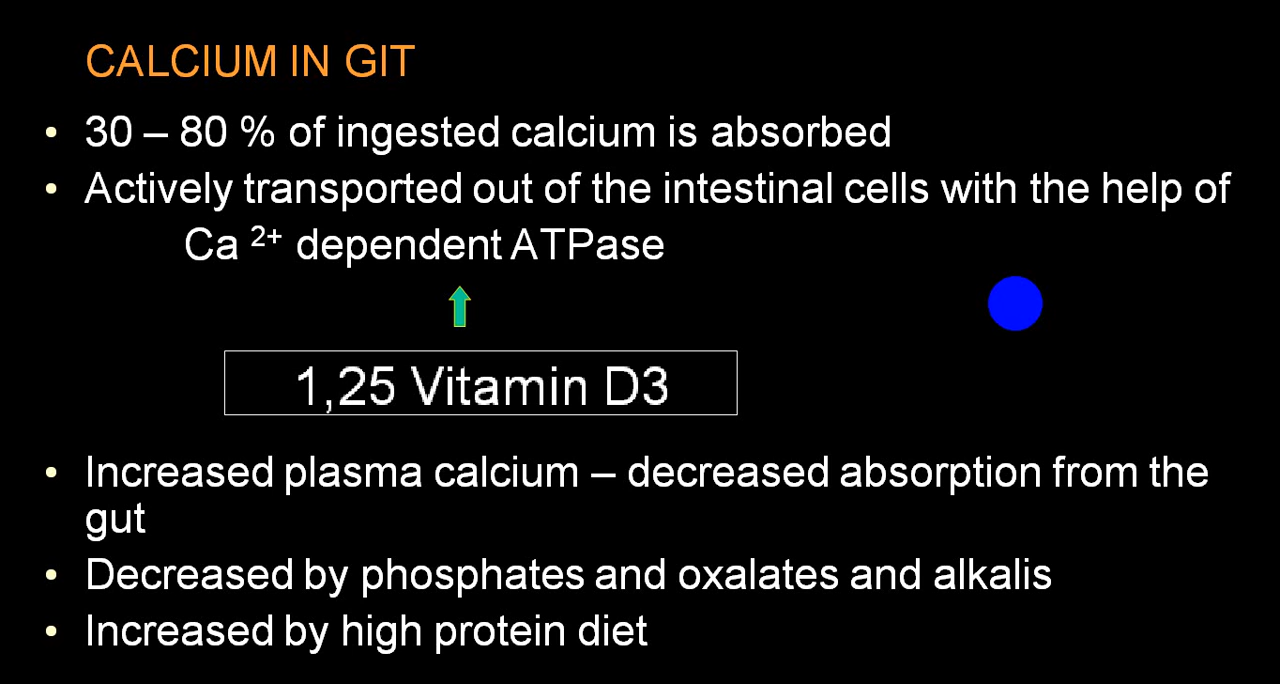 CALCIUM IN GIT
• 30 – 80 % of ingested calcium is absorbed
• Actively transported out of the intestinal cells with the help of
Ca 2+ dependent ATPase
1,25 Vitamin D3
• Increased plasma calcium – decreased absorption from the
gut
• Decreased by phosphates and oxalates and alkalis
• Increased by high protein diet